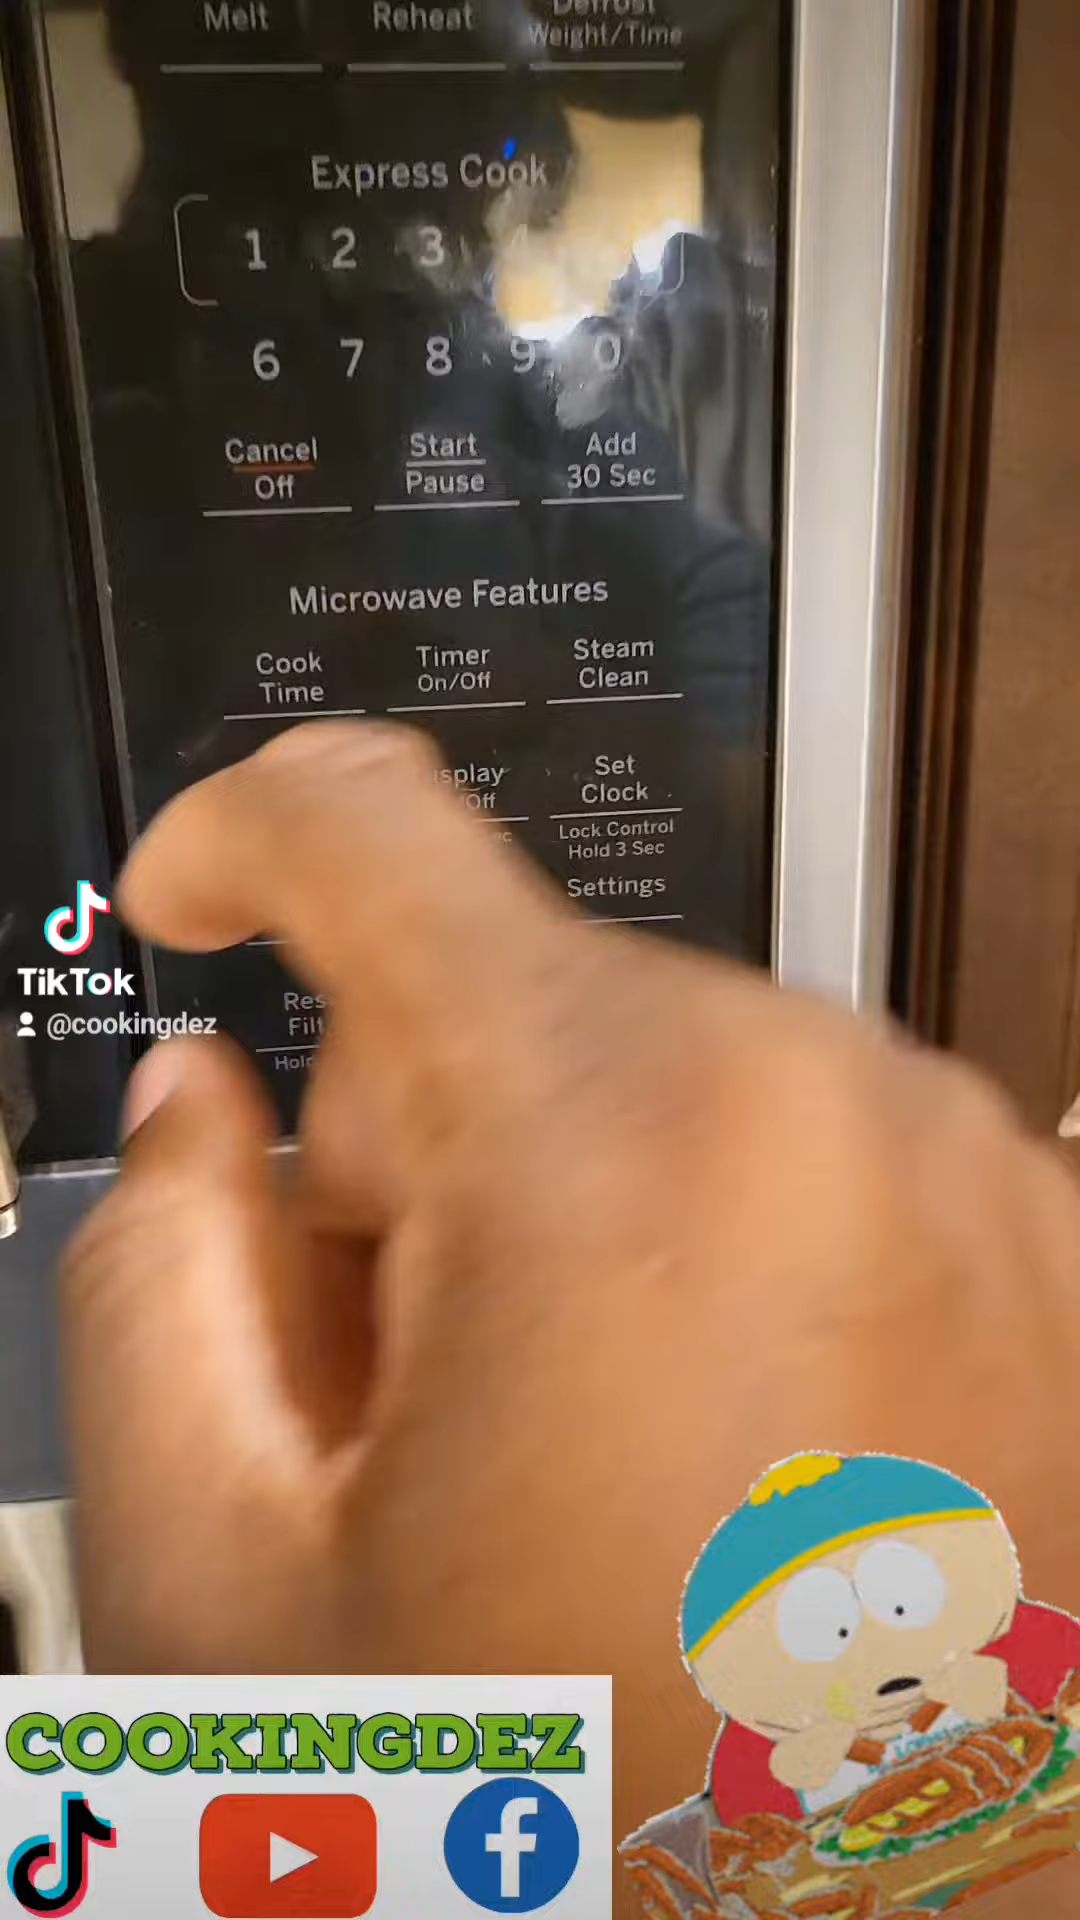 Melt Reheat Defrost
Weight/Time
Express Cook
1 2 3
6 7 8 9 0
Cancel Start Add
Off Pause 30 Sec
Microwave Features
Cook Timer Steam
Time On/Off Clean
Set
Clock
Off
Lock Control
Hold 3 Sec
Settings
TikTok
@cookingdez
COOKINGDEZ